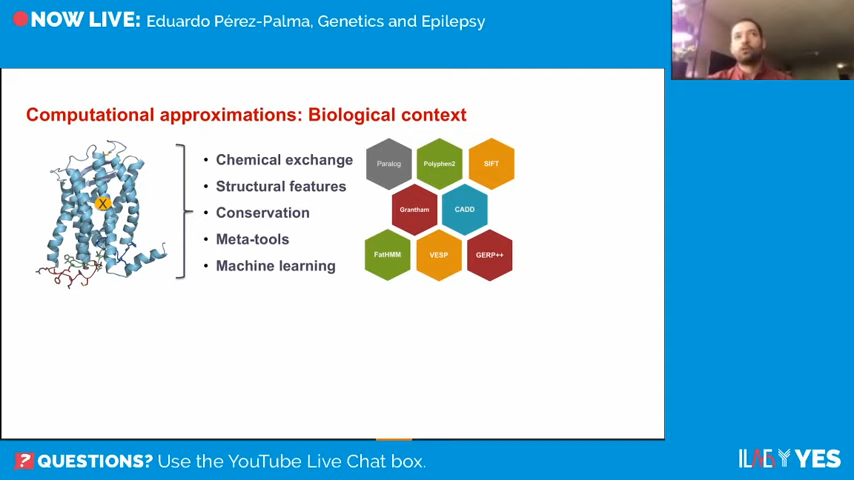 NOW LIVE: Eduardo Pérez-Palma, Genetics and Epilepsy
Computational approximations: Biological context
X
• Chemical exchange
• Structural features
• Conservation
• Meta-tools
• Machine learning
Paralog
Polyphen2
SIFT
Grantham
CADD
FatHMM
VESP
GERP++
? QUESTIONS? Use the YouTube Live Chat box.
ILAE YES